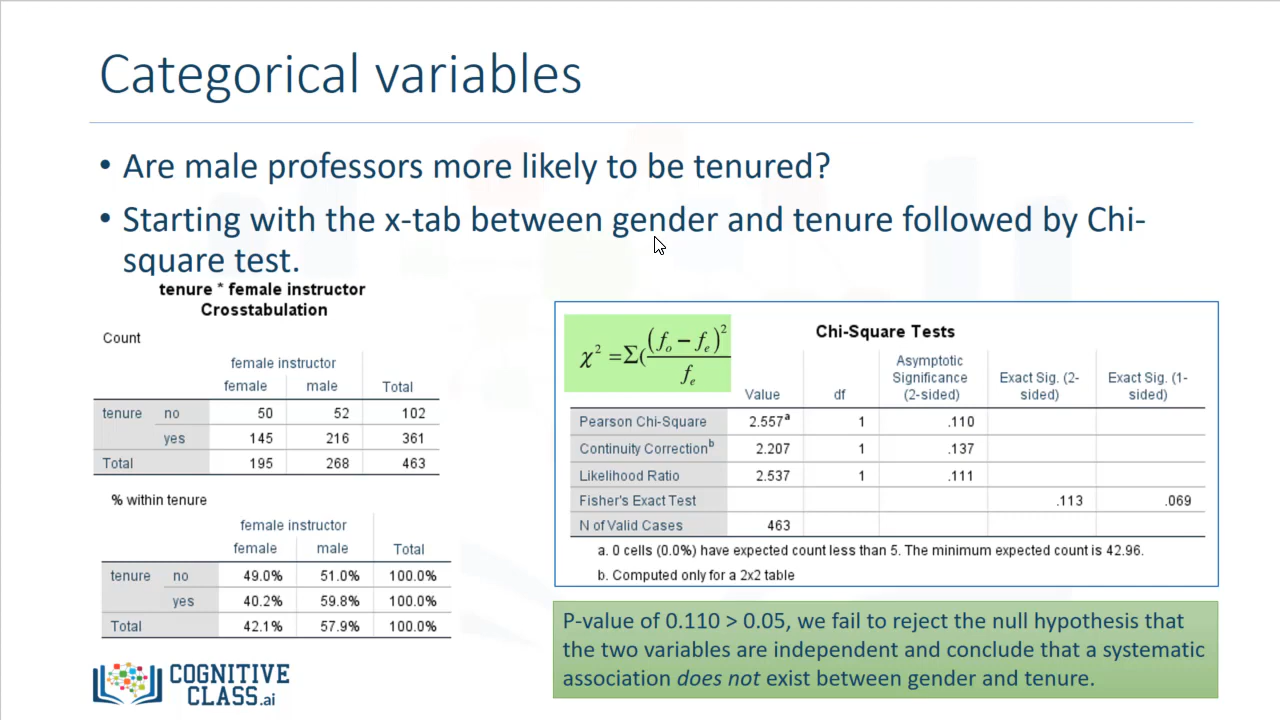 Categorical variables
• Are male professors more likely to be tenured?
• Starting with the x-tab between gender and tenure followed by Chi-
square test.
tenure * female instructor
Crosstabulation
Count
female instructor
female male Total
tenure no 50 52 102
yes 145 216 361
Total 195 268 463
% within tenure
female instructor
female male Total
tenure no 49.0% 51.0% 100.0%
yes 40.2% 59.8% 100.0%
Total 42.1% 57.9% 100.0%
COGNITIVE
CLASS.ai
χ² = Σ((fo − fe)² / fe
Chi-Square Tests
Value df Asymptotic Significance (2-sided) Exact Sig. (2-sided) Exact Sig. (1-sided)
Pearson Chi-Square 2.557a 1 .110
Continuity Correctionb 2.207 1 .137
Likelihood Ratio 2.537 1 .111
Fisher's Exact Test .113 .069
N of Valid Cases 463
a. 0 cells (0.0%) have expected count less than 5. The minimum expected count is 42.96.
b. Computed only for a 2x2 table
P-value of 0.110 > 0.05, we fail to reject the null hypothesis that
the two variables are independent and conclude that a systematic
association does not exist between gender and tenure.